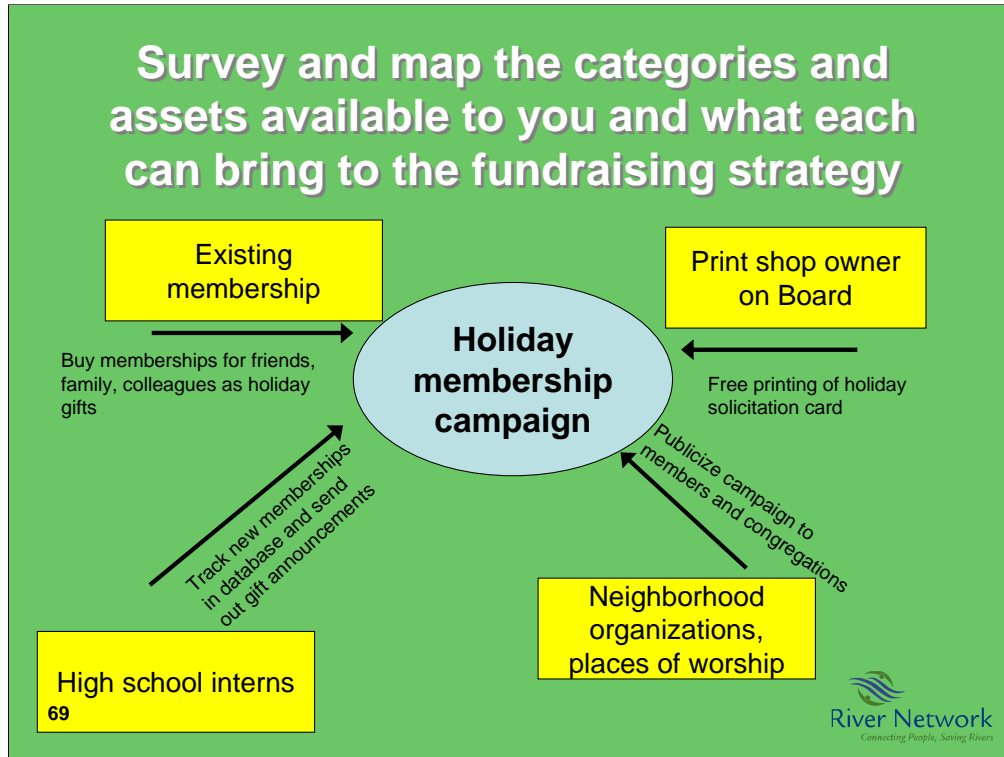 Survey and map the categories and
assets available to you and what each
can bring to the fundraising strategy
Existing
membership
Print shop owner
on Board
Holiday
membership
campaign
Buy memberships for friends,
family, colleagues as holiday
gifts
Free printing of holiday
solicitation card
Track new memberships
in database and send
out gift announcements
Publicize campaign to
members and congregations
High school interns
69
Neighborhood
organizations,
places of worship
River Network
Connecting People, Saving Rivers